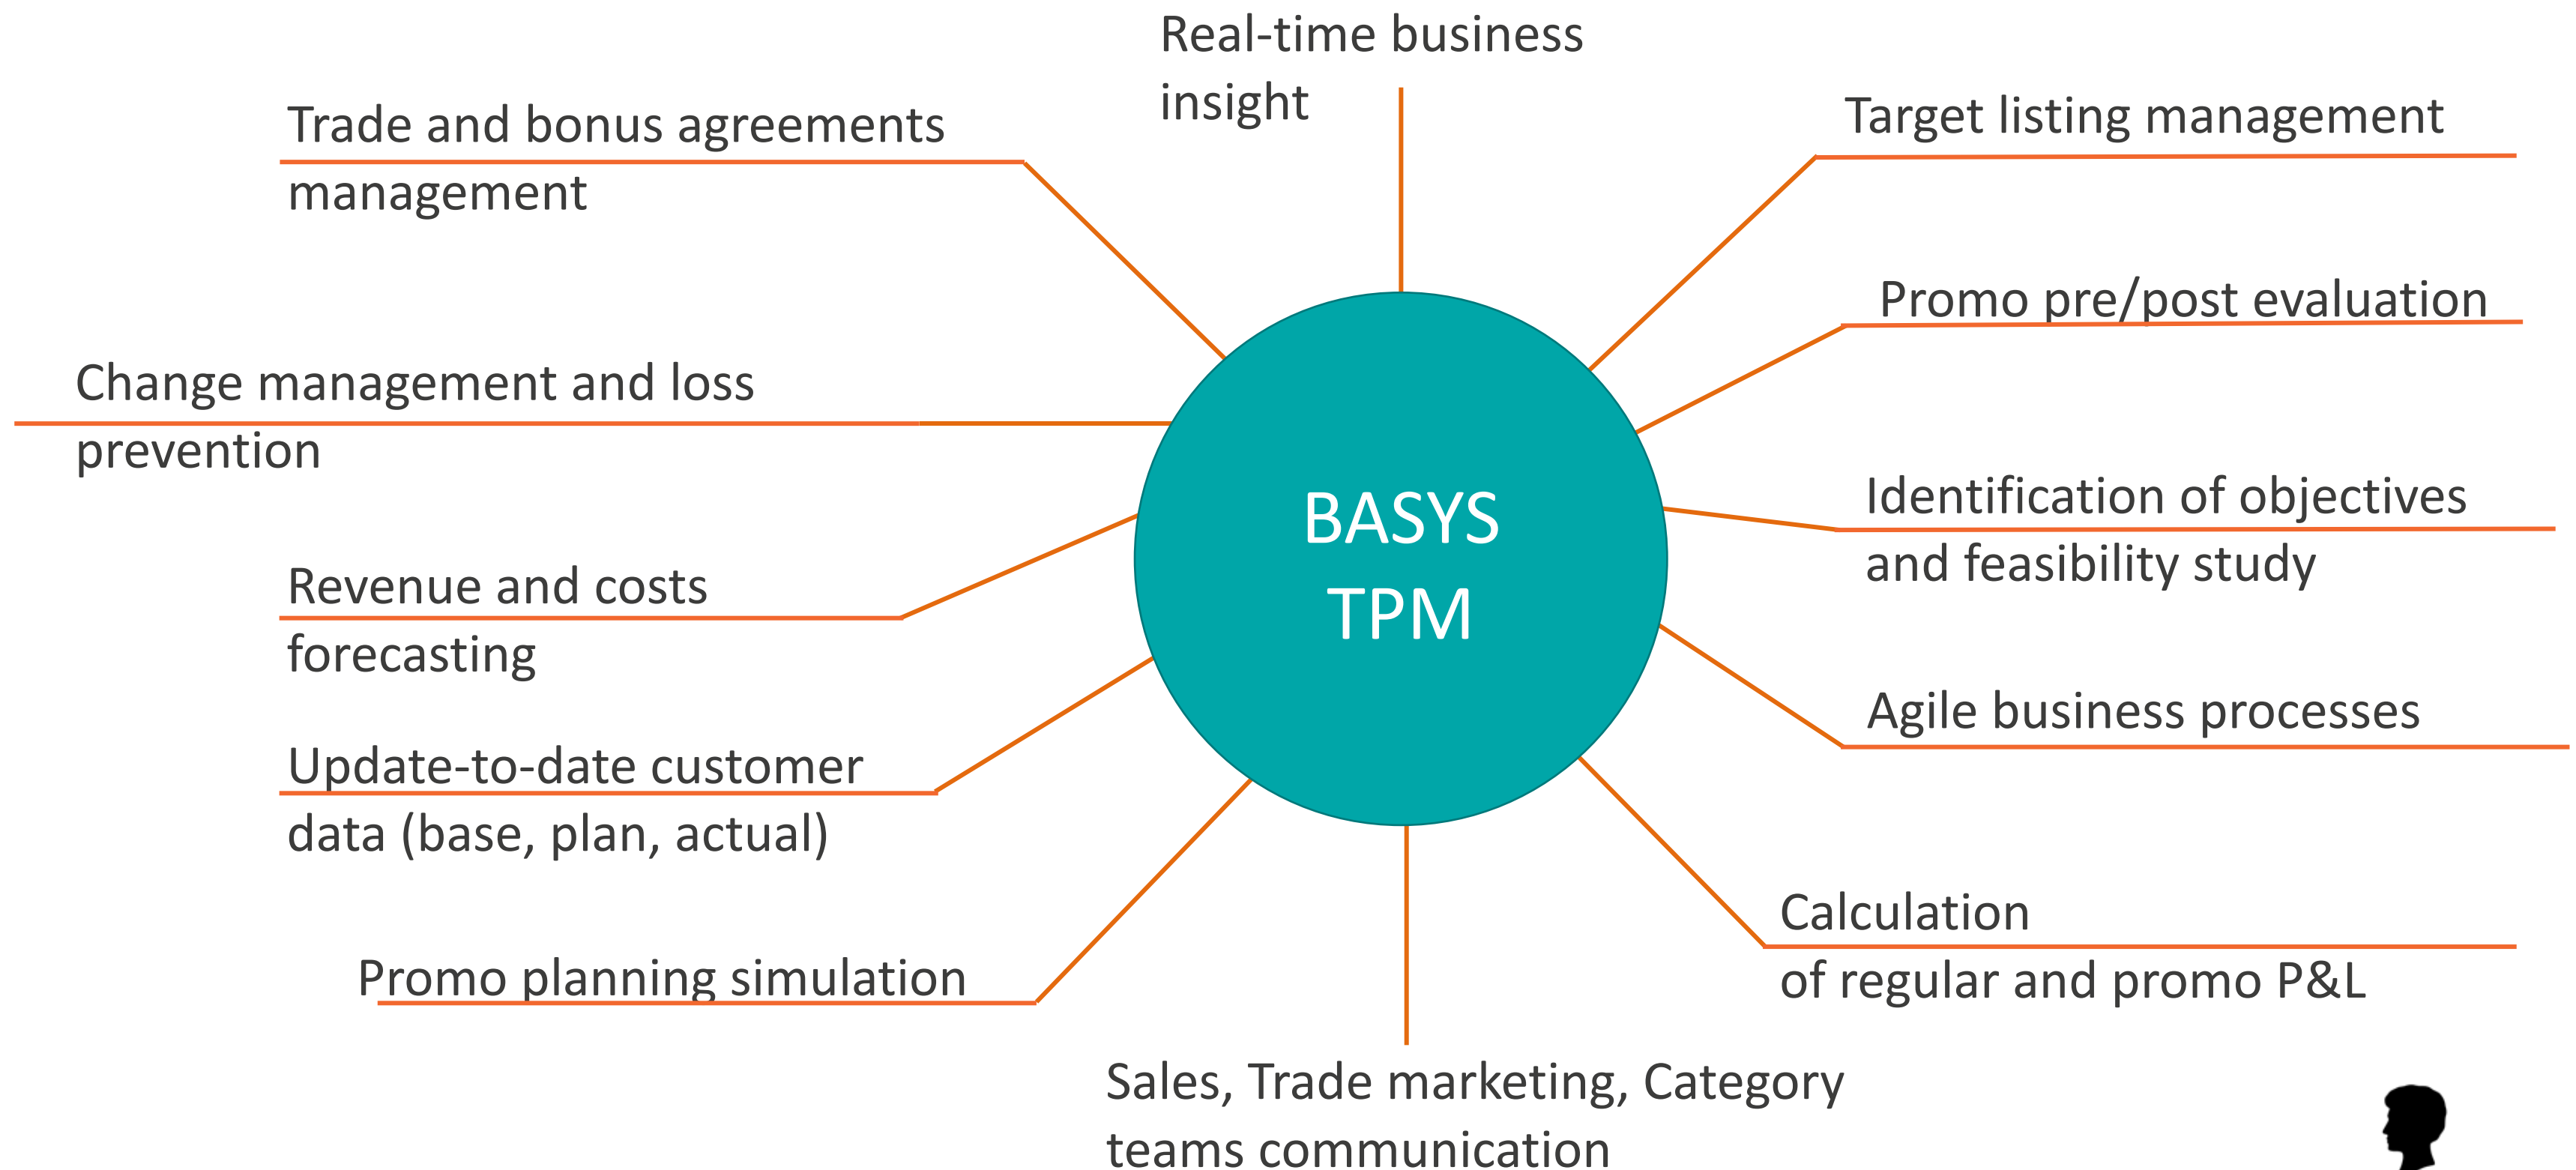 Real-time business
insight
Trade and bonus agreements
management
Target listing management
Promo pre/post evaluation
Change management and loss
prevention
BASYS
TPM
Identification of objectives
and feasibility study
Revenue and costs
forecasting
Agile business processes
Update-to-date customer
data (base, plan, actual)
Calculation
of regular and promo P&L
Promo planning simulation
Sales, Trade marketing, Category
teams communication